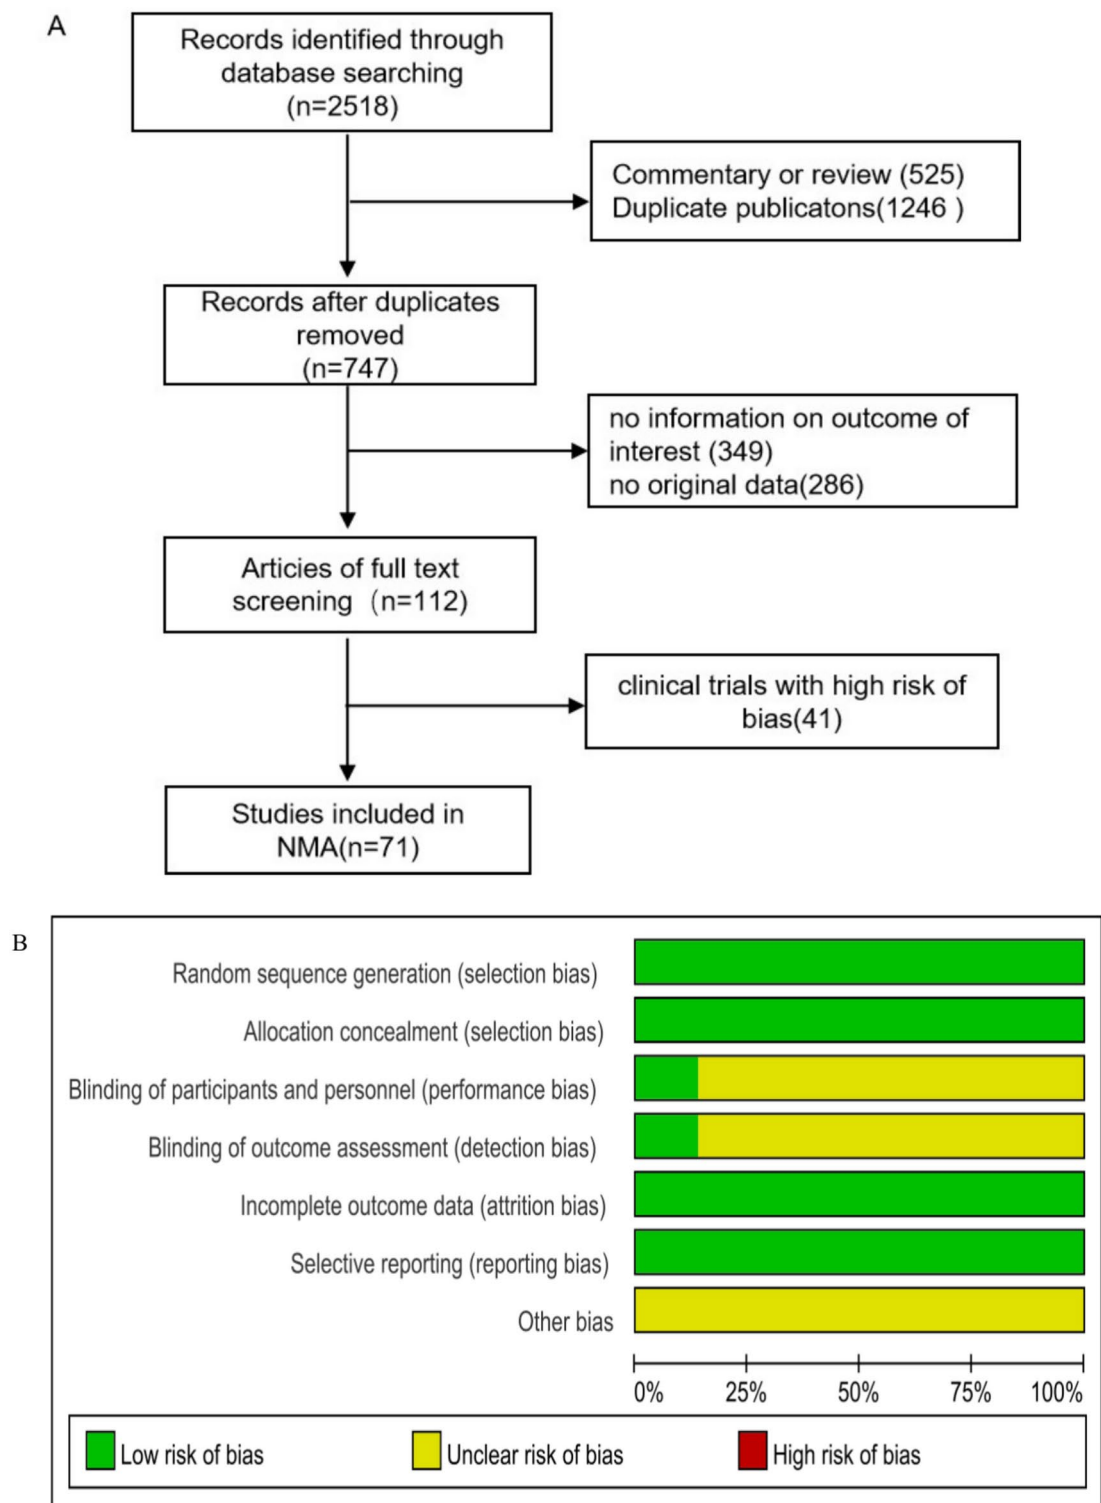 A
Records identified through
database searching
(n=2518)
Commentary or review (525)
Duplicate publicatons(1246 )
Records after duplicates
removed
(n=747)
no information on outcome of
interest (349)
no original data(286)
Articies of full text
screening （n=112)
clinical trials with high risk of
bias(41)
Studies included in
NMA(n=71)
B
Random sequence generation (selection bias)
Allocation concealment (selection bias)
Blinding of participants and personnel (performance bias)
Blinding of outcome assessment (detection bias)
Incomplete outcome data (attrition bias)
Selective reporting (reporting bias)
Other bias
0% 25% 50% 75% 100%
Low risk of bias Unclear risk of bias High risk of bias